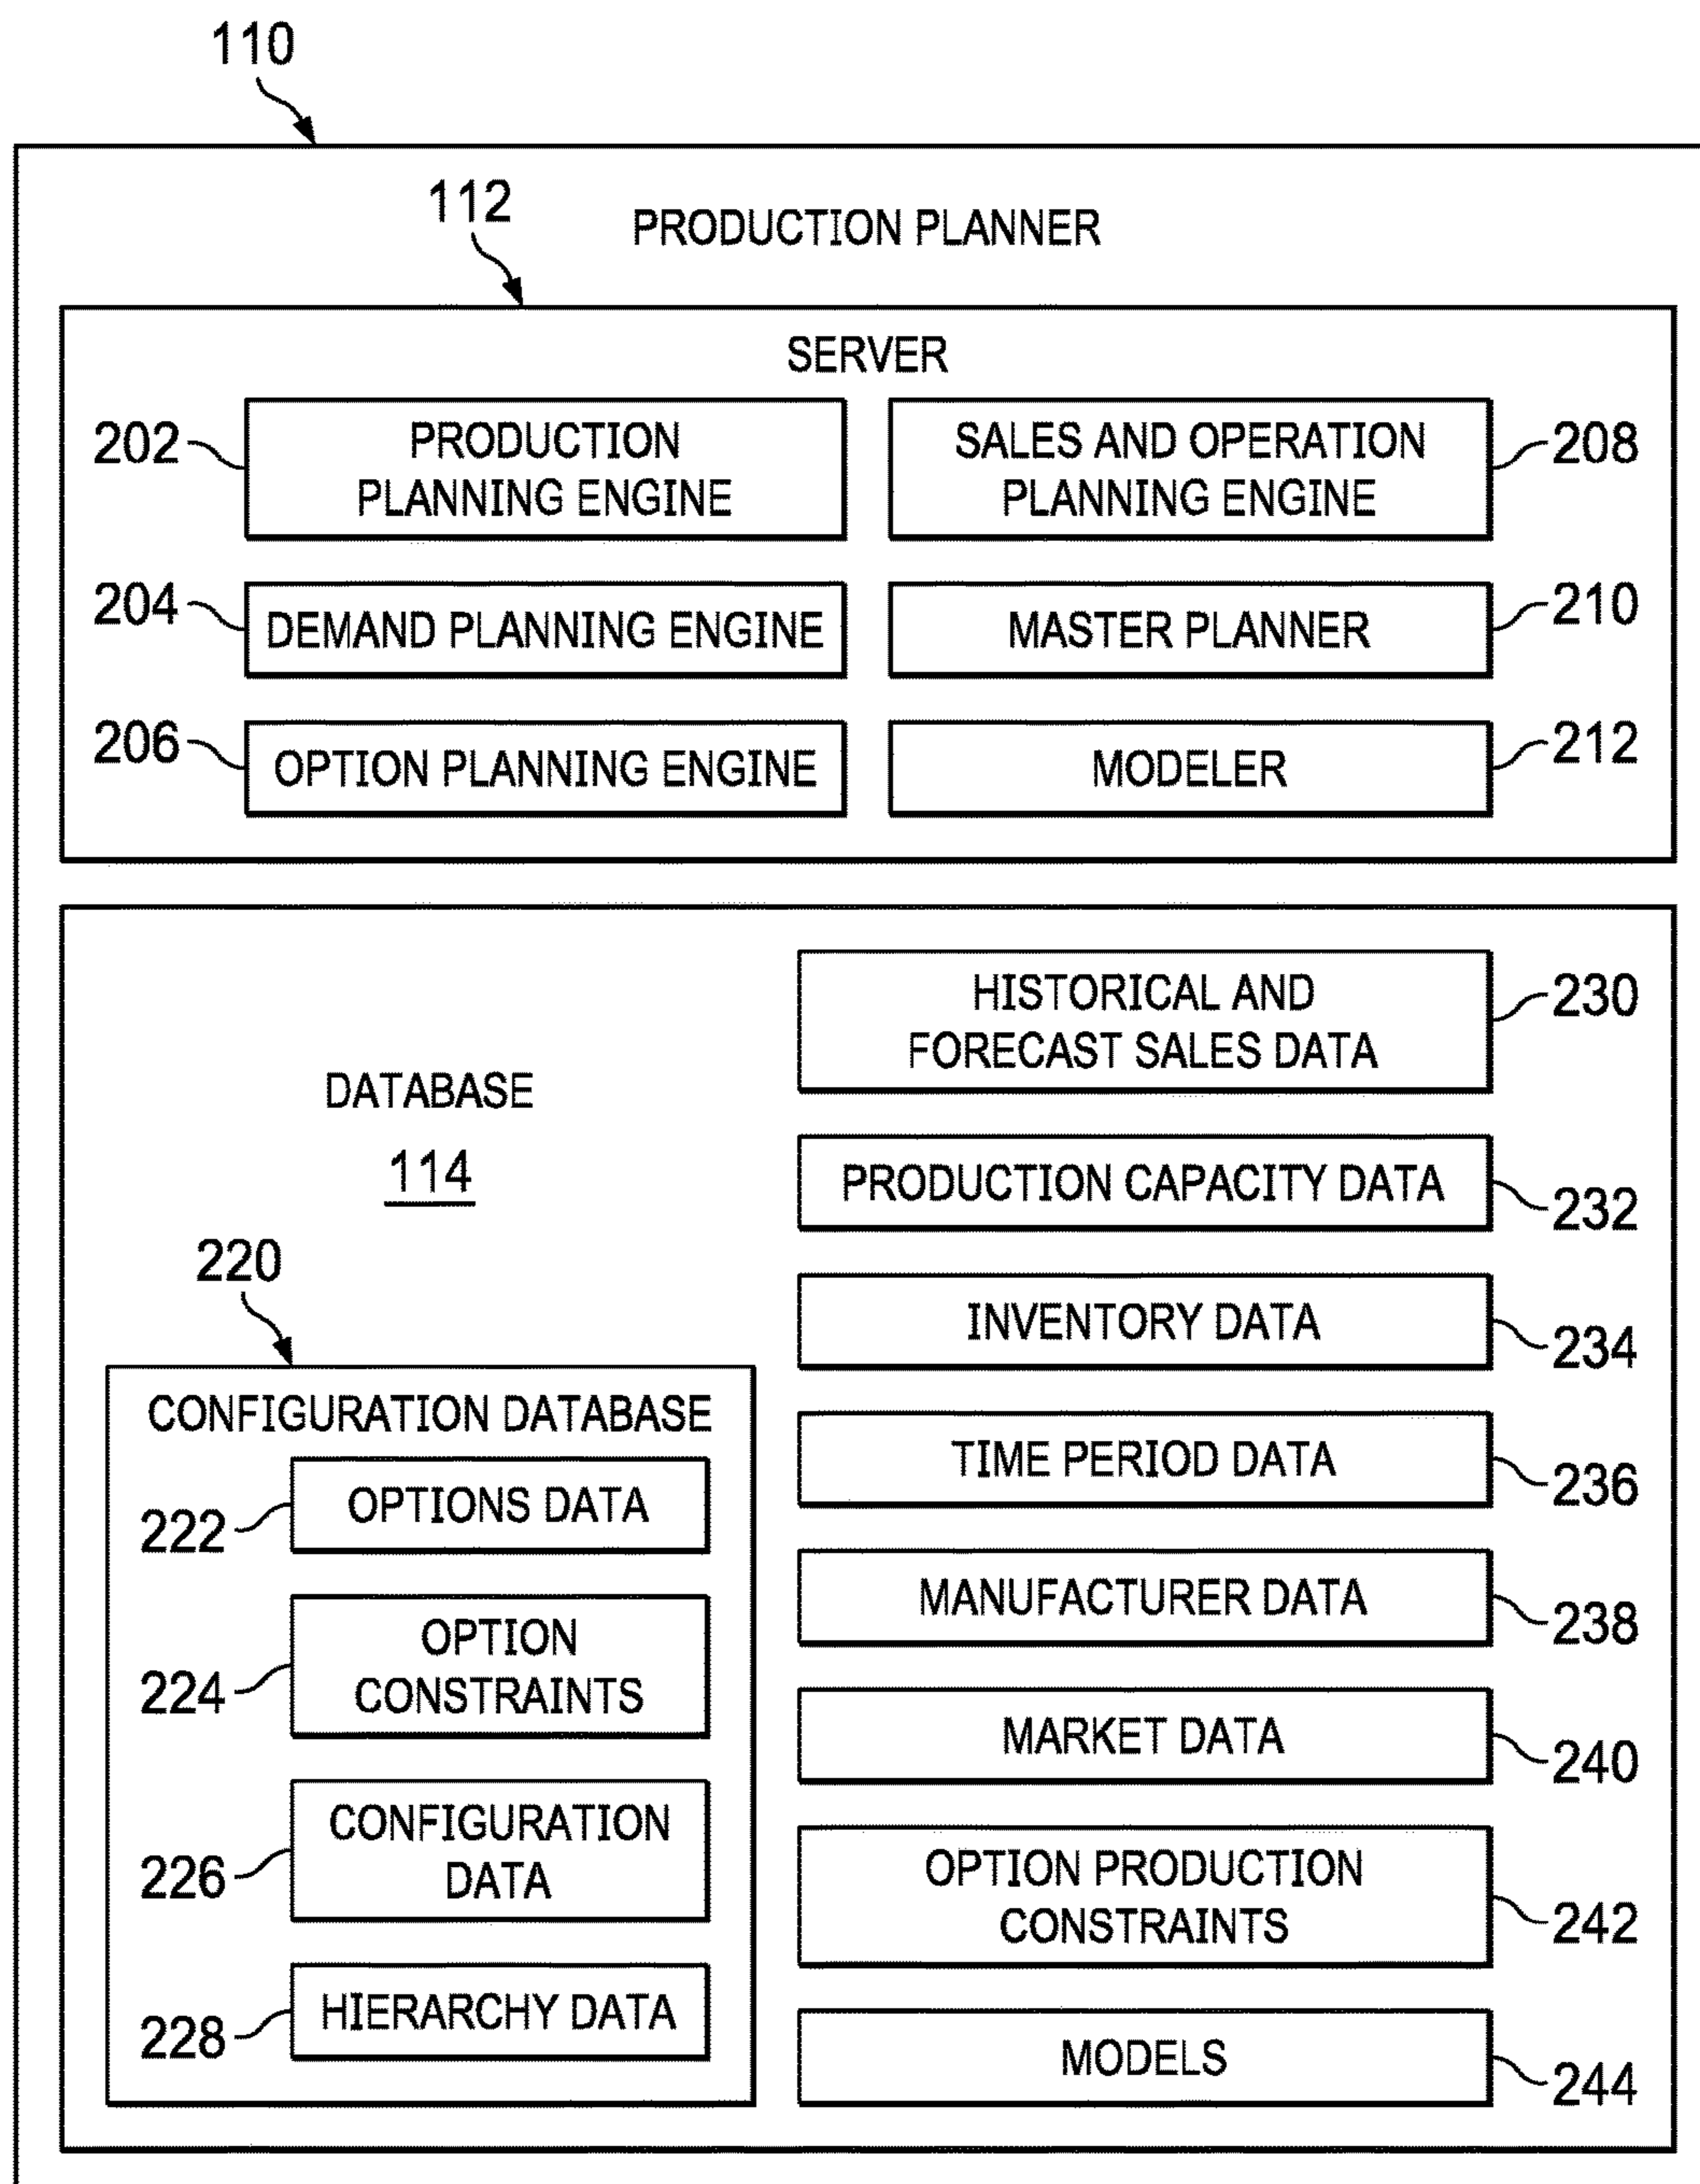 110
112
PRODUCTION PLANNER
SERVER
202
PRODUCTION
PLANNING ENGINE
SALES AND OPERATION
PLANNING ENGINE
208
204
DEMAND PLANNING ENGINE
MASTER PLANNER
210
206
OPTION PLANNING ENGINE
MODELER
212
DATABASE
114
220
CONFIGURATION DATABASE
222
OPTIONS DATA
224
OPTION
CONSTRAINTS
226
CONFIGURATION
DATA
228
HIERARCHY DATA
HISTORICAL AND
FORECAST SALES DATA
230
PRODUCTION CAPACITY DATA
232
INVENTORY DATA
234
TIME PERIOD DATA
236
MANUFACTURER DATA
238
MARKET DATA
240
OPTION PRODUCTION
CONSTRAINTS
242
MODELS
244